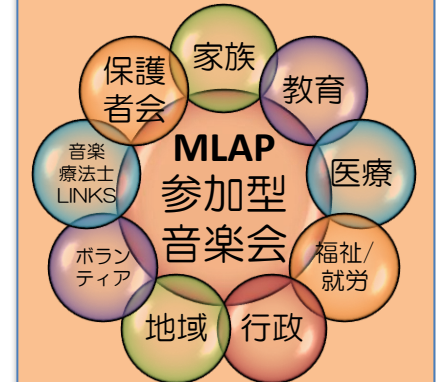 家族
教育
医療
福祉/
就労
行政
地域
ボラン
ティア
音楽
療法士
LINKS
保護
者会
MLAP
参加型
音楽会